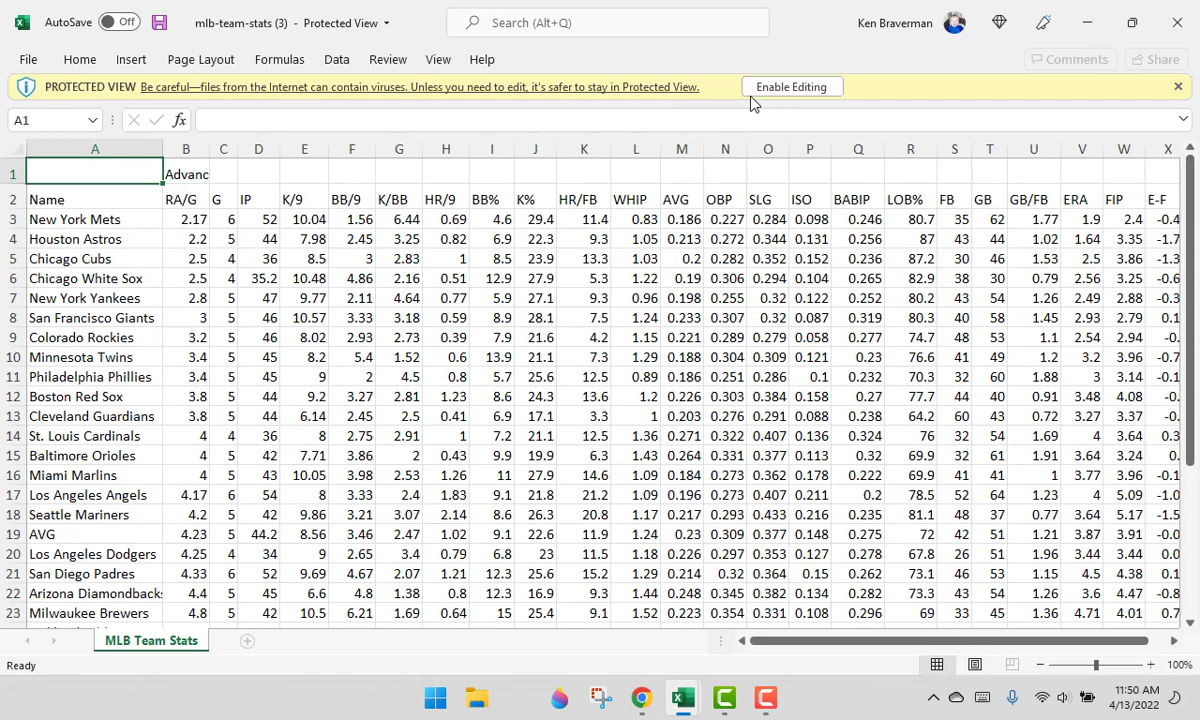 AutoSave Off mlb-team-stats (3) - Protected View Search (Alt+Q) Ken Braverman
File Home Insert Page Layout Formulas Data Review View Help Comments Share
PROTECTED VIEW Be careful—files from the Internet can contain viruses. Unless you need to edit, it's safer to stay in Protected View. Enable Editing
A1 fx
A B C D E F G H I J K L M N O P Q R S T U V W X
1 Advanc
2 Name RA/G G IP K/9 BB/9 K/BB HR/9 BB% K% HR/FB WHIP AVG OBP SLG ISO BABIP LOB% FB GB GB/FB ERA FIP E-F
3 New York Mets 2.17 6 52 10.04 1.56 6.44 0.69 4.6 29.4 11.4 0.83 0.186 0.227 0.284 0.098 0.246 80.7 35 62 1.77 1.9 2.4 -0.4
4 Houston Astros 2.2 5 44 7.98 2.45 3.25 0.82 6.9 22.3 9.3 1.05 0.213 0.272 0.344 0.131 0.256 87 43 44 1.02 1.64 3.35 -1.7
5 Chicago Cubs 2.5 4 36 8.5 3 2.83 1 8.5 23.9 13.3 1.03 0.2 0.282 0.352 0.152 0.236 87.2 30 46 1.53 2.5 3.86 -1.3
6 Chicago White Sox 2.5 4 35.2 10.48 4.86 2.16 0.51 12.9 27.9 5.3 1.22 0.19 0.306 0.294 0.104 0.265 82.9 38 30 0.79 2.56 3.25 -0.6
7 New York Yankees 2.8 5 47 9.77 2.11 4.64 0.77 5.9 27.1 9.3 0.96 0.198 0.255 0.32 0.122 0.252 80.2 43 54 1.26 2.49 2.88 -0.3
8 San Francisco Giants 3 5 46 10.57 3.33 3.18 0.59 8.9 28.1 7.5 1.24 0.233 0.307 0.32 0.087 0.319 80.3 40 58 1.45 2.93 2.79 0.1
9 Colorado Rockies 3.2 5 46 8.02 2.93 2.73 0.39 7.9 21.6 4.2 1.15 0.221 0.289 0.279 0.058 0.277 74.7 48 53 1.1 2.54 2.94 -0.
10 Minnesota Twins 3.4 5 45 8.2 5.4 1.52 0.6 13.9 21.1 7.3 1.29 0.188 0.304 0.309 0.121 0.23 76.6 41 49 1.2 3.2 3.96 -0.7
11 Philadelphia Phillies 3.4 5 45 9 2 4.5 0.8 5.7 25.6 12.5 0.89 0.186 0.251 0.286 0.1 0.232 70.3 32 60 1.88 3 3.14 -0.1
12 Boston Red Sox 3.8 5 44 9.2 3.27 2.81 1.23 8.6 24.3 13.6 1.2 0.226 0.303 0.384 0.158 0.27 77.7 44 40 0.91 3.48 4.08 -0.
13 Cleveland Guardians 3.8 5 44 6.14 2.45 2.5 0.41 6.9 17.1 3.3 1 0.203 0.276 0.291 0.088 0.238 64.2 60 43 0.72 3.27 3.37 -0.
14 St. Louis Cardinals 4 4 36 8 2.75 2.91 1 7.2 21.1 12.5 1.36 0.271 0.322 0.407 0.136 0.324 76 32 54 1.69 4 3.64 0.3
15 Baltimore Orioles 4 5 42 7.71 3.86 2 0.43 9.9 19.9 6.3 1.43 0.264 0.331 0.377 0.113 0.32 69.9 32 61 1.91 3.64 3.24 0.
16 Miami Marlins 4 5 43 10.05 3.98 2.53 1.26 11 27.9 14.6 1.09 0.184 0.273 0.362 0.178 0.222 69.9 41 41 1 3.77 3.96 -0.1
17 Los Angeles Angels 4.17 6 54 8 3.33 2.4 1.83 9.1 21.8 21.2 1.09 0.196 0.273 0.407 0.211 0.2 78.5 52 64 1.23 4 5.09 -1.0
18 Seattle Mariners 4.2 5 42 9.86 3.21 3.07 2.14 8.6 26.3 20.8 1.17 0.217 0.293 0.433 0.216 0.235 81.1 48 37 0.77 3.64 5.17 -1.5
19 AVG 4.23 5 44.2 8.56 3.46 2.47 1.02 9.1 22.6 11.9 1.24 0.23 0.309 0.377 0.148 0.275 72 42 51 1.21 3.87 3.91 -0.0
20 Los Angeles Dodgers 4.25 4 34 9 2.65 3.4 0.79 6.8 23 11.5 1.18 0.226 0.297 0.353 0.127 0.278 67.8 26 51 1.96 3.44 3.44 0.0
21 San Diego Padres 4.33 6 52 9.69 4.67 2.07 1.21 12.3 25.6 15.2 1.29 0.214 0.32 0.364 0.15 0.262 73.1 46 53 1.15 4.5 4.38 0.1
22 Arizona Diamondbacks 4.4 5 45 6.6 4.8 1.38 0.8 12.3 16.9 9.3 1.44 0.248 0.345 0.382 0.134 0.282 73.3 43 54 1.26 3.6 4.47 -0.8
23 Milwaukee Brewers 4.8 5 42 10.5 6.21 1.69 0.64 15 25.4 9.1 1.52 0.223 0.354 0.331 0.108 0.296 69 33 45 1.36 4.71 4.01 0.7
MLB Team Stats
Ready 100%
11:50 AM
4/13/2022